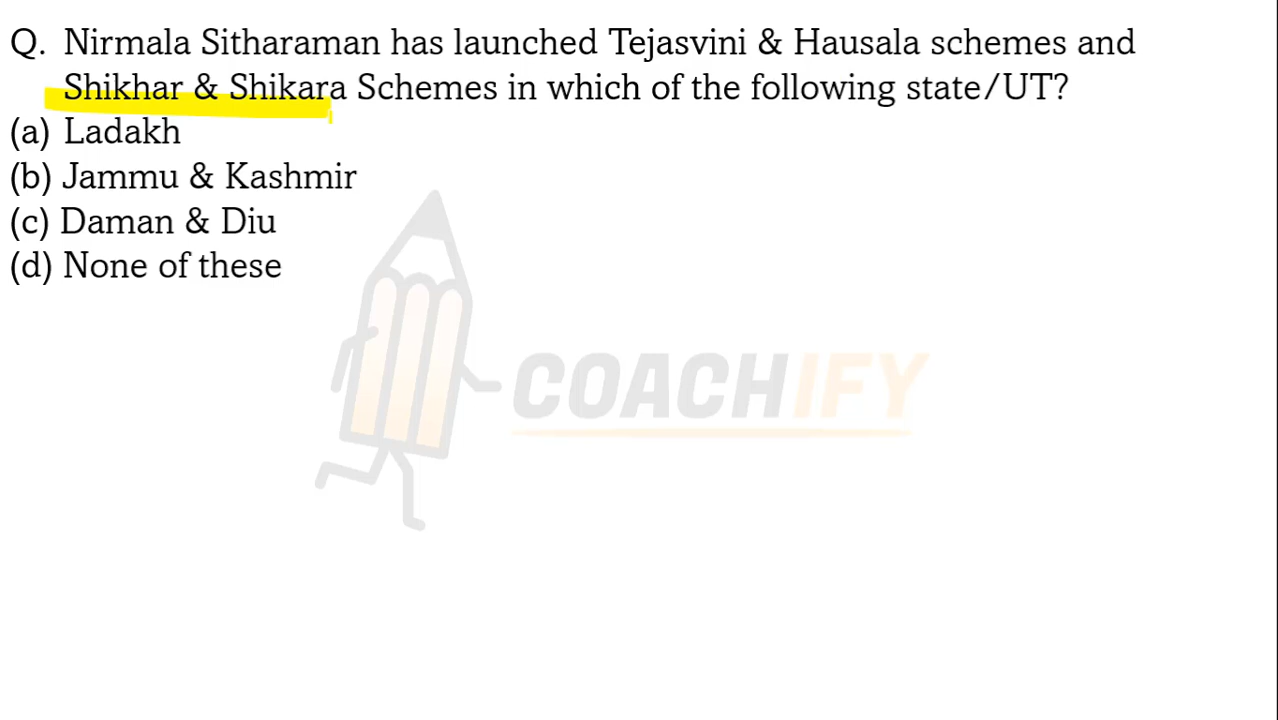 Q. Nirmala Sitharaman has launched Tejasvini & Hausala schemes and
Shikhar & Shikara Schemes in which of the following state/UT?
(a) Ladakh
(b) Jammu & Kashmir
(c) Daman & Diu
(d) None of these
COACHIFY